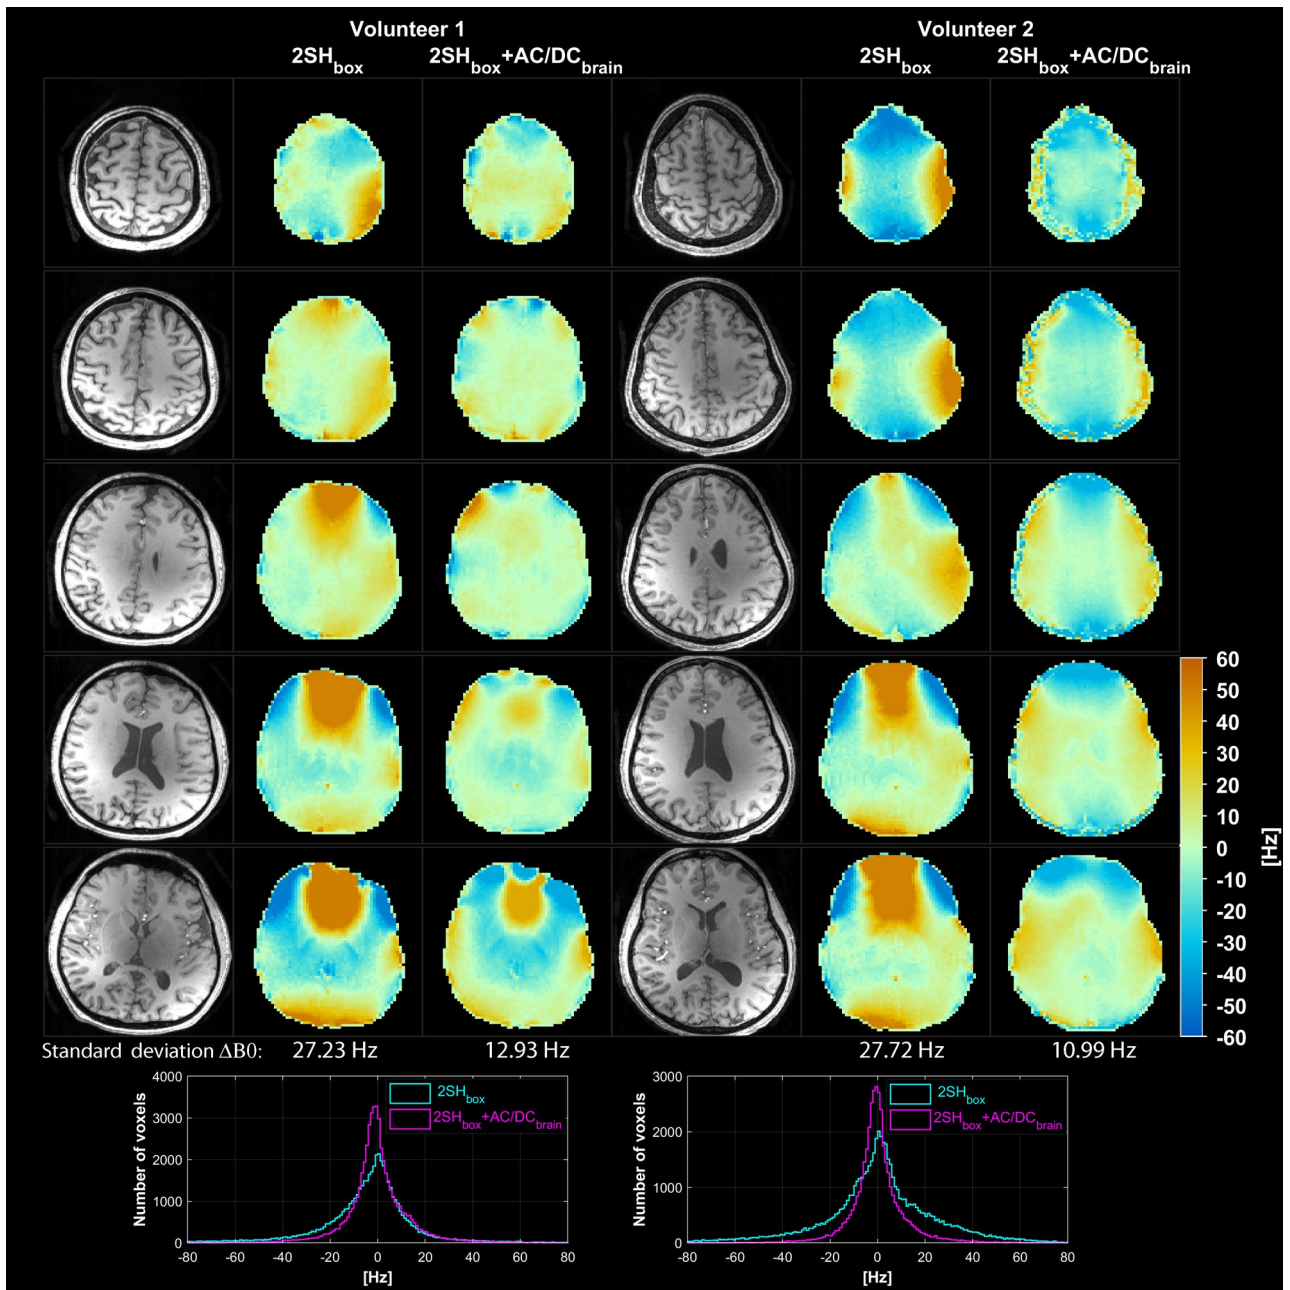 Volunteer 1
Volunteer 2
2SHbox
2SHbox+AC/DCbrain
2SHbox
2SHbox+AC/DCbrain
60
50
40
30
20
10
0
-10
-20
-30
-40
-50
-60
[Hz]
Standard deviation ΔB0: 27.23 Hz 12.93 Hz 27.72 Hz 10.99 Hz
Number of voxels
4000
3000
2000
1000
0
-80 -60 -40 -20 0 20 40 60 80
[Hz]
2SHbox
2SHbox+AC/DCbrain
Number of voxels
3000
2000
1000
0
-80 -60 -40 -20 0 20 40 60 80
[Hz]
2SHbox
2SHbox+AC/DCbrain